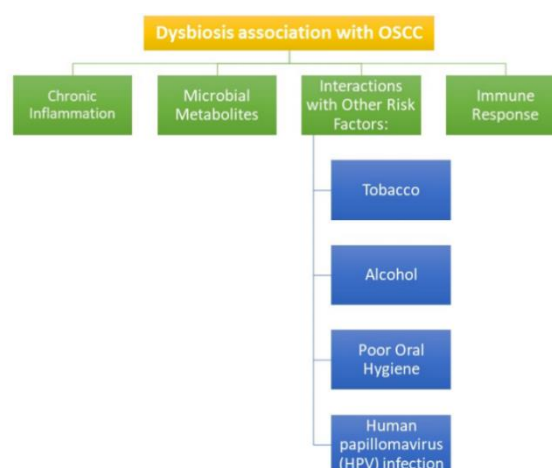 Dysbiosis association with OSCC
Chronic
Inflammation
Microbial
Metabolites
Interactions
with Other Risk
Factors:
Immune
Response
Tobacco
Alcohol
Poor Oral
Hygiene
Human
papillomavirus
(HPV) infection